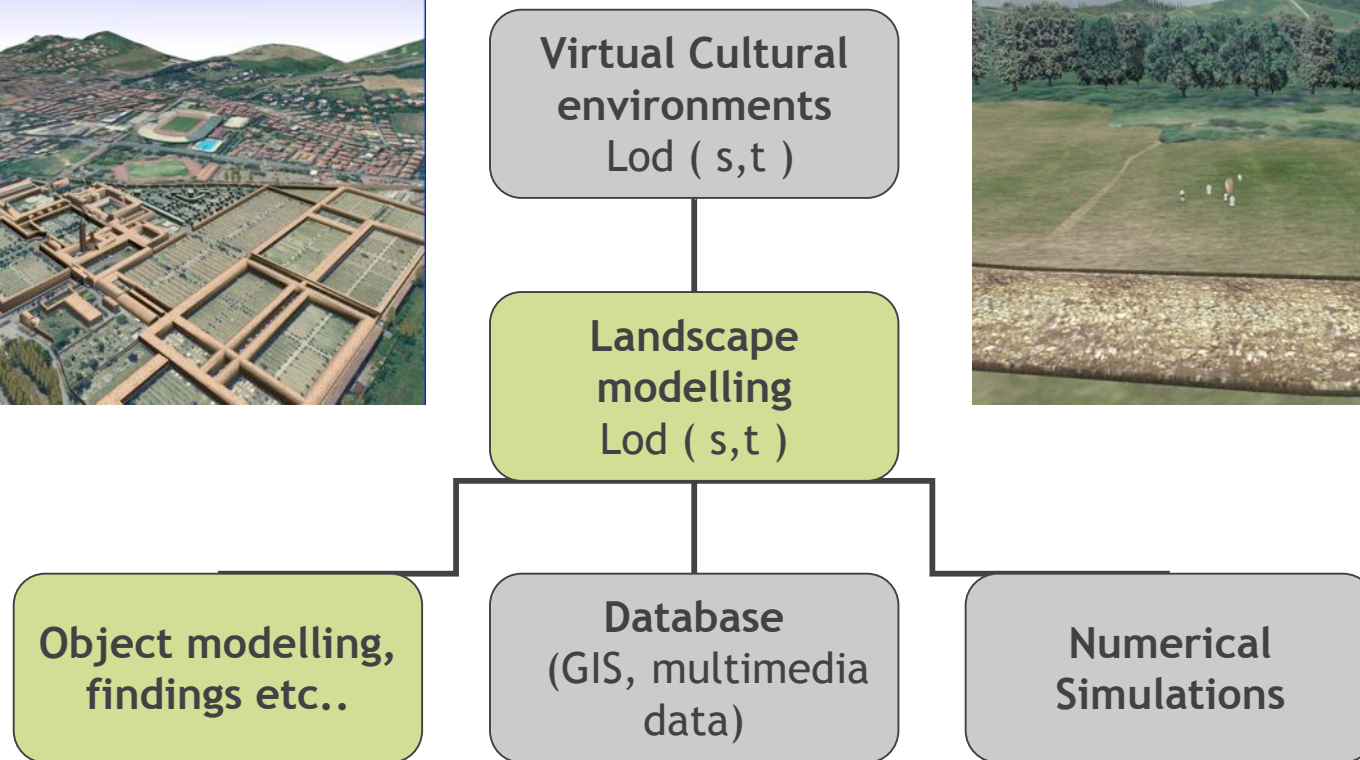 Virtual Cultural
environments
Lod ( s,t )
Landscape
modelling
Lod ( s,t )
Object modelling,
findings etc..
Database
(GIS, multimedia
data)
Numerical
Simulations